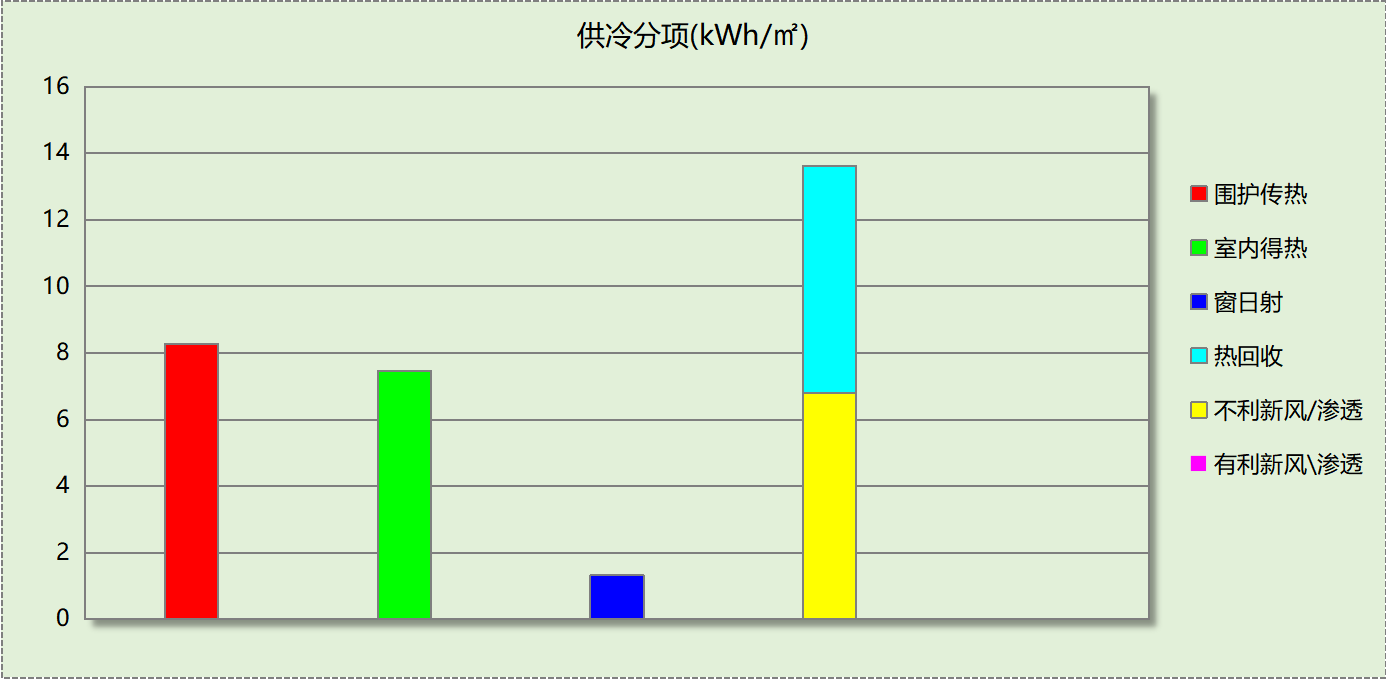 供冷分项(kWh/㎡)
16
14
12
10
8
6
4
2
0
围护传热
室内得热
窗日射
热回收
不利新风/渗透
有利新风\渗透